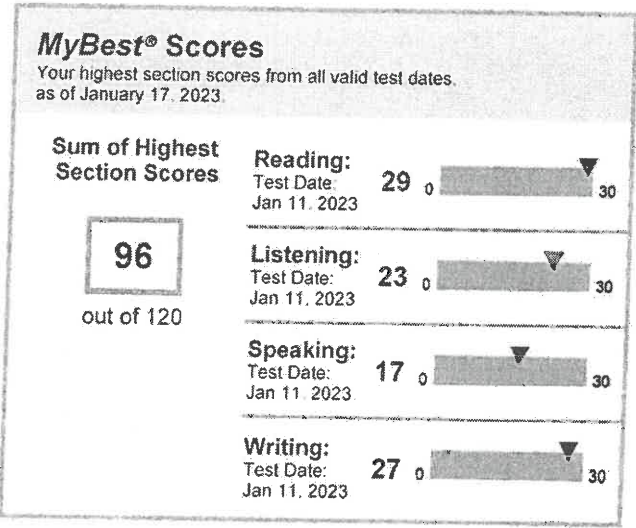 MyBest® Scores
Your highest section scores from all valid test dates.
as of January 17, 2023.
Sum of Highest
Section Scores
96
out of 120
Reading:
Test Date:
Jan 11, 2023
29
0
30
Listening:
Test Date:
Jan 11, 2023
23
0
30
Speaking:
Test Date:
Jan 11, 2023
17
0
30
Writing:
Test Date:
Jan 11, 2023
27
0
30